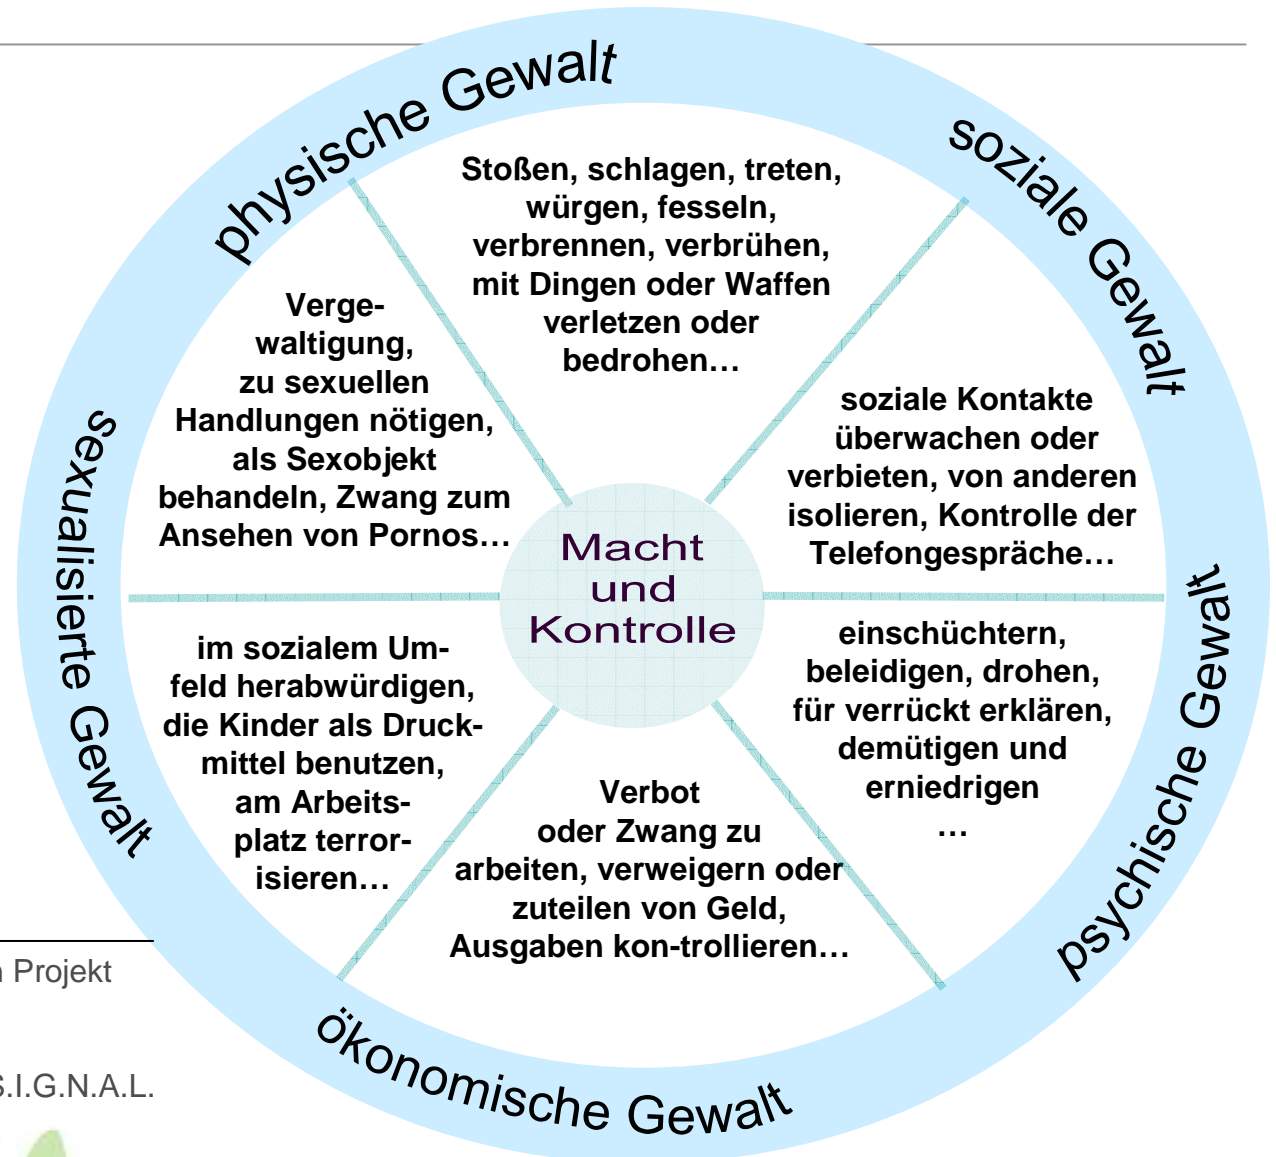 physische Gewalt
soziale Gewalt
Stoßen, schlagen, treten,
würgen, fesseln,
verbrennen, verbrühen,
mit Dingen oder Waffen
verletzen oder
bedrohen…
Verge-
waltigung,
zu sexuellen
Handlungen nötigen,
als Sexobjekt
behandeln, Zwang zum
Ansehen von Pornos…
soziale Kontakte
überwachen oder
verbieten, von anderen
isolieren, Kontrolle der
Telefongespräche…
sexualisierte Gewalt
Macht
und
Kontrolle
psychische Gewalt
im sozialem Um-
feld herabwürdigen,
die Kinder als Druck-
mittel benutzen,
am Arbeits-
platz terror-
isieren…
einschüchtern,
beleidigen, drohen,
für verrückt erklären,
demütigen und
erniedrigen
…
Verbot
oder Zwang zu
arbeiten, verweigern oder
zuteilen von Geld,
Ausgaben kon-trollieren…
ökonomische Gewalt
Projekt
S.I.G.N.A.L.